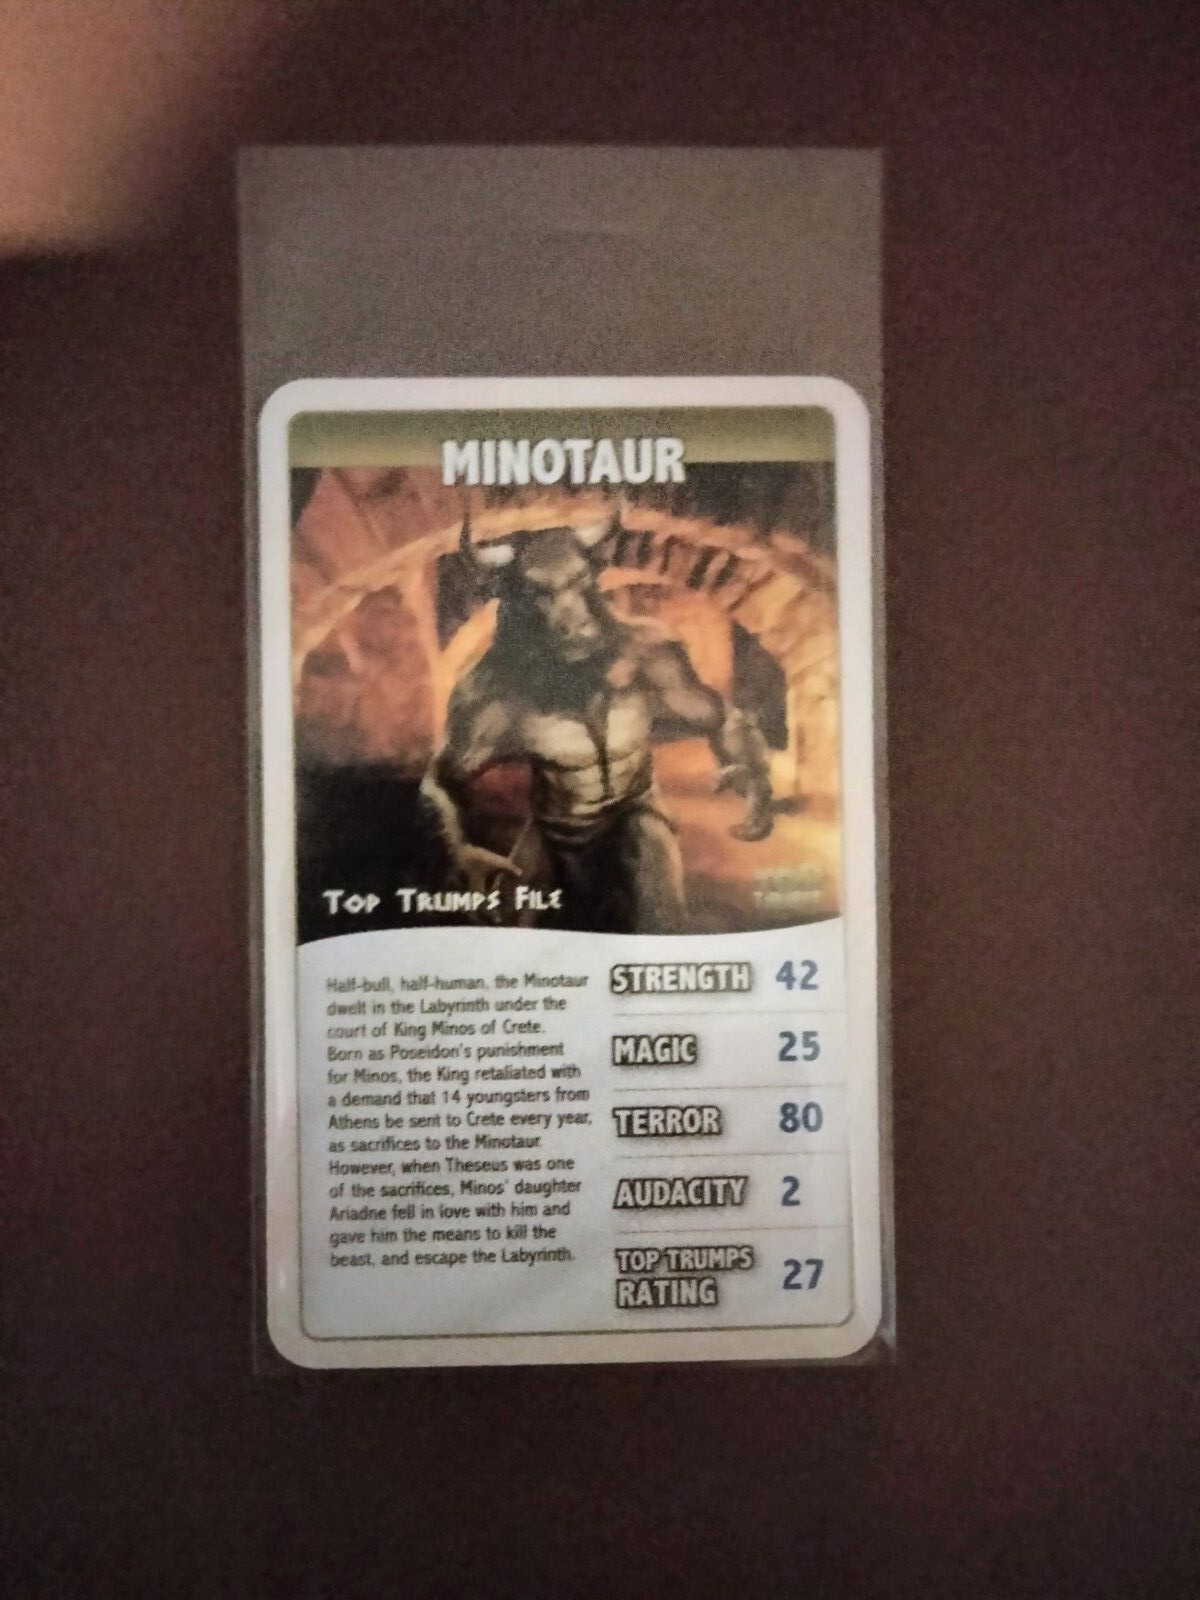 MINOTAUR
TOP TRUMPS FILE
Half-bull, half-human, the Minotaur
dwelt in the Labyrinth under the
court of King Minos of Crete.
Born as Poseidon's punishment
for Minos, the King retaliated with
a demand that 14 youngsters from
Athens be sent to Crete every year,
as sacrifices to the Minotaur.
However, when Theseus was one
of the sacrifices, Minos' daughter
Ariadne fell in love with him and
gave him the means to kill the
beast, and escape the Labyrinth.
STRENGTH 42
MAGIC 25
TERROR 80
AUDACITY 2
TOP TRUMPS
RATING 27